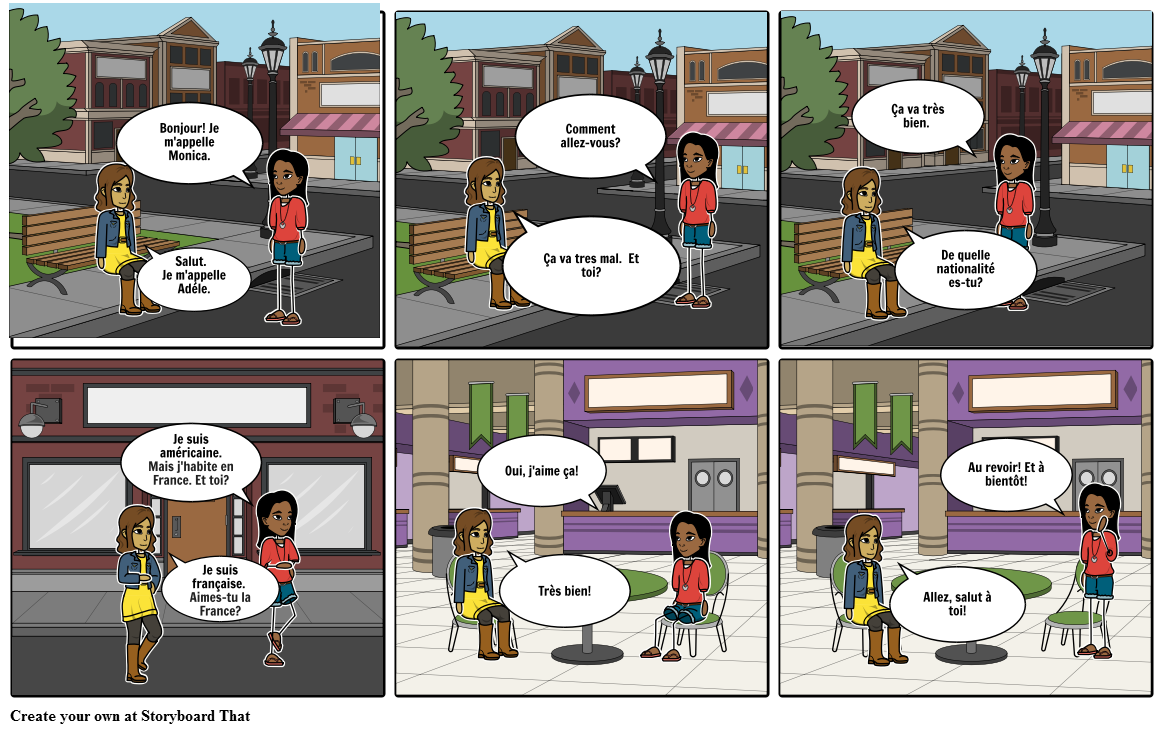 Bonjour! Je
m'appelle
Monica.
Salut.
Je m'appelle
Adéle.
Comment
allez-vous?
Ça va tres mal. Et
toi?
Ça va très
bien.
De quelle
nationalité
es-tu?
Je suis
américaine.
Mais j'habite en
France. Et toi?
Je suis
française.
Aimes-tu la
France?
Oui, j'aime ça!
Très bien!
Au revoir! Et à
bientôt!
Allez, salut à
toi!
Create your own at Storyboard That